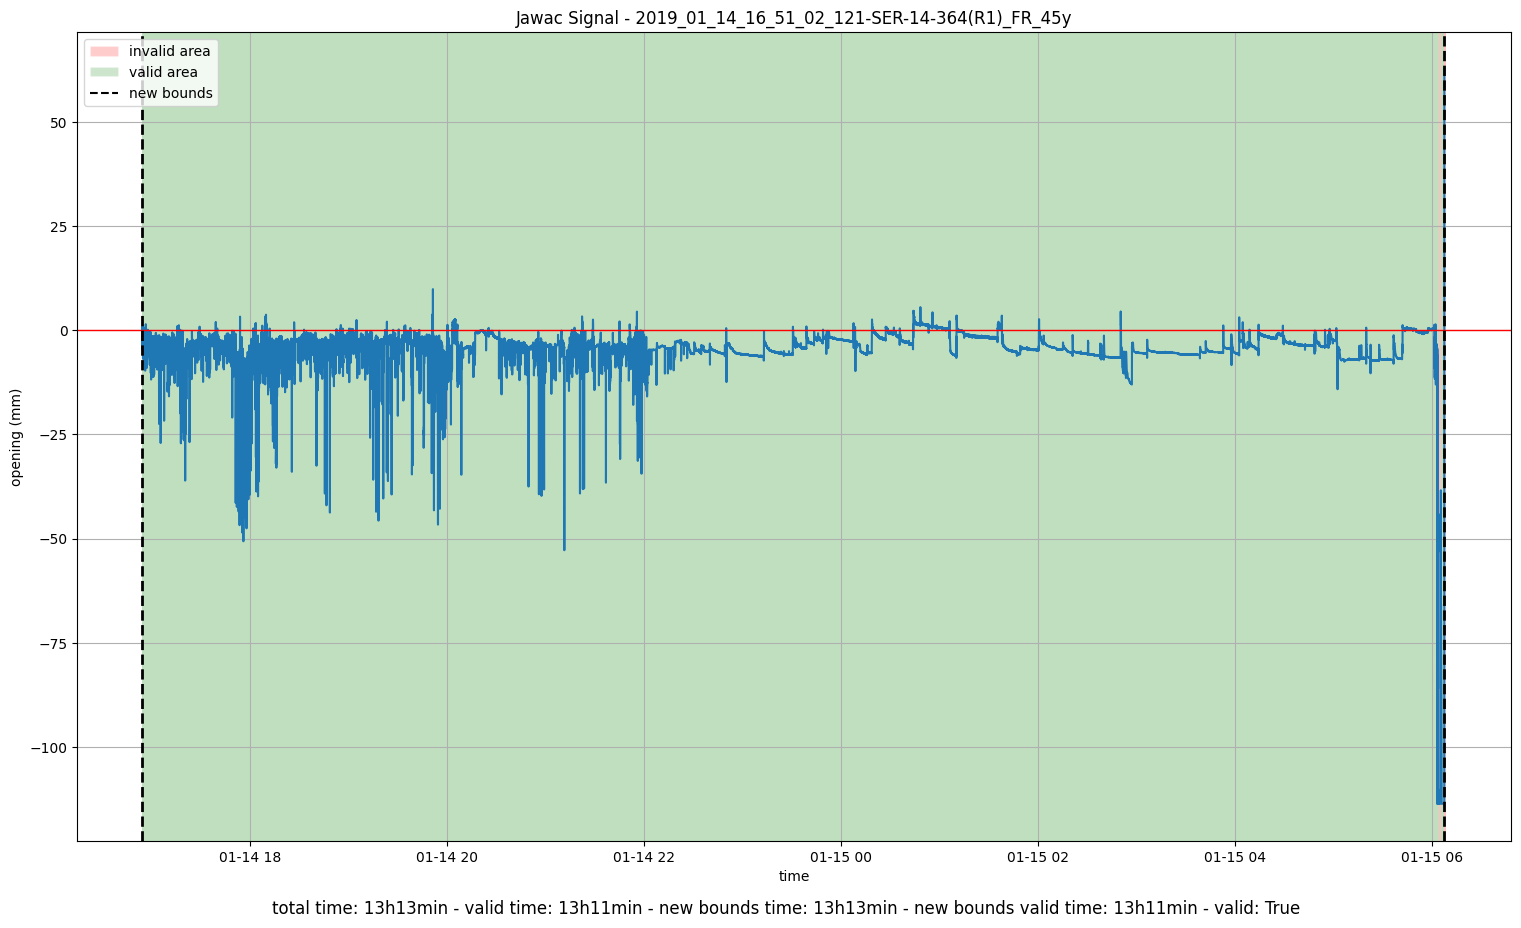 Jawac Signal - 2019_01_14_16_51_02_121-SER-14-364(R1)_FR_45y
invalid area
valid area
new bounds
50
25
0
−25
−50
−75
−100
opening (mm)
01-14 18
01-14 20
01-14 22
01-15 00
01-15 02
01-15 04
01-15 06
time
total time: 13h13min - valid time: 13h11min - new bounds time: 13h13min - new bounds valid time: 13h11min - valid: True